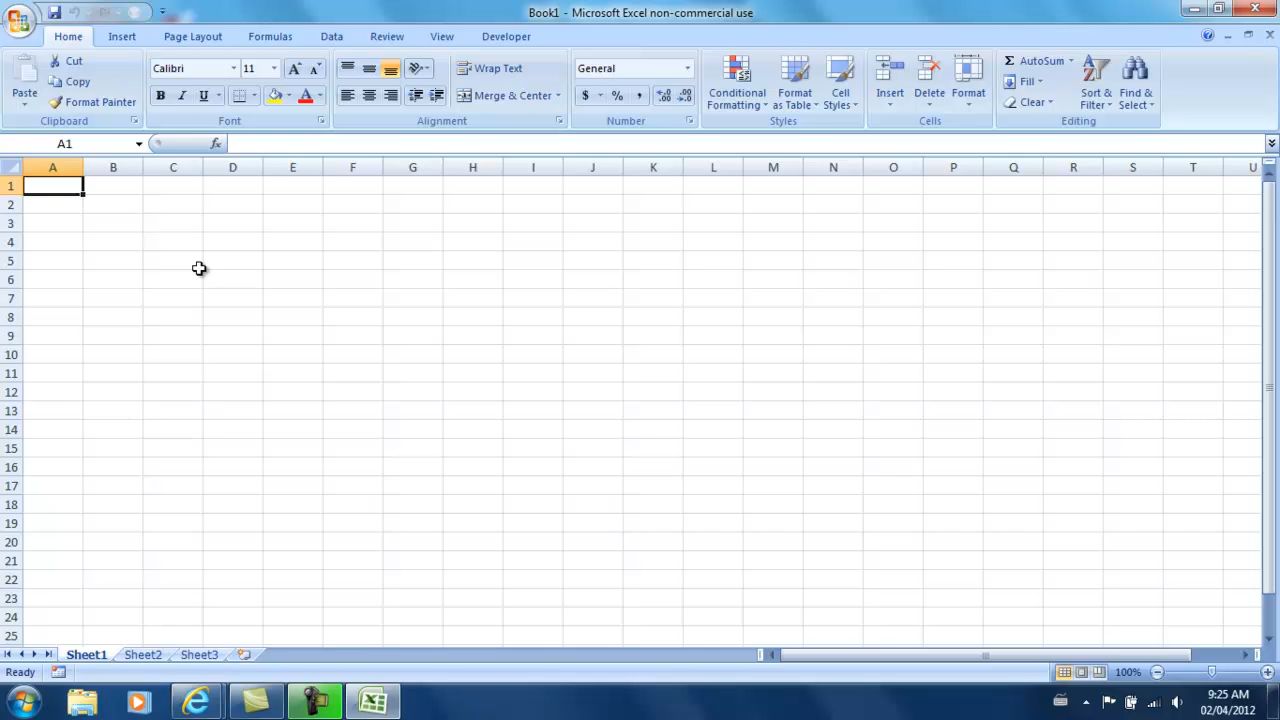 Book1 - Microsoft Excel non-commercial use
Home Insert Page Layout Formulas Data Review View Developer
Paste
Cut
Copy
Format Painter
Clipboard
Calibri 11
B I U
Font
Wrap Text
Merge & Center
Alignment
General
$ % ,
Number
Conditional Formatting
Format as Table
Cell Styles
Styles
Insert
Delete
Format
Cells
Σ AutoSum
Fill
Clear
Sort & Filter
Find & Select
Editing
A1 fx
A B C D E F G H I J K L M N O P Q R S T U
1
2
3
4
5
6
7
8
9
10
11
12
13
14
15
16
17
18
19
20
21
22
23
24
25
Sheet1 Sheet2 Sheet3
Ready 100%
9:25 AM
02/04/2012